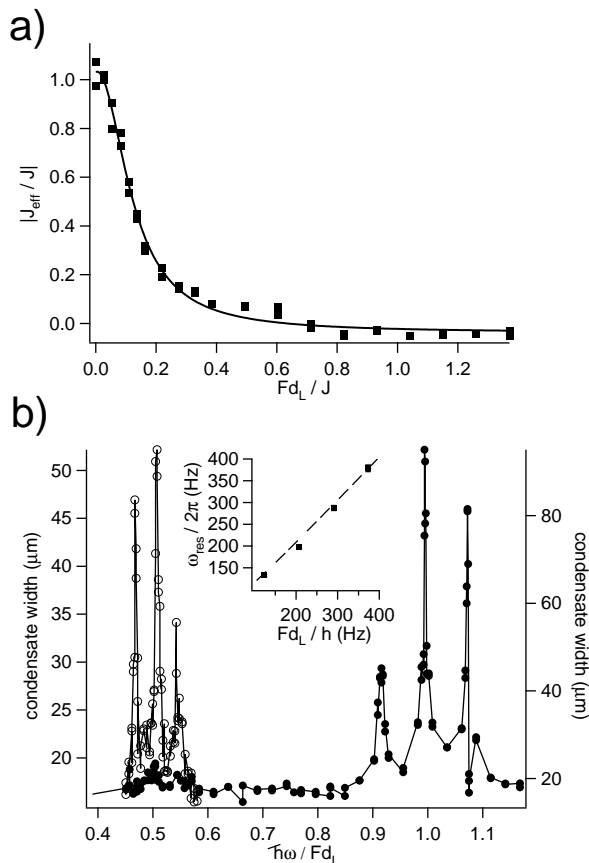 a)
1.0
0.8
0.6
0.4
0.2
0.0
|J_eff / J|
0.0 0.2 0.4 0.6 0.8 1.0 1.2
Fd_L / J
b)
50
45
40
35
30
25
20
condensate width (μm)
400
350
300
250
200
150
ω_res / 2π (Hz)
200 300 400
Fd_L / h (Hz)
80
60
40
20
condensate width (μm)
0.4 0.5 0.6 0.7 0.8 0.9 1.0 1.1
ħω / Fd_L